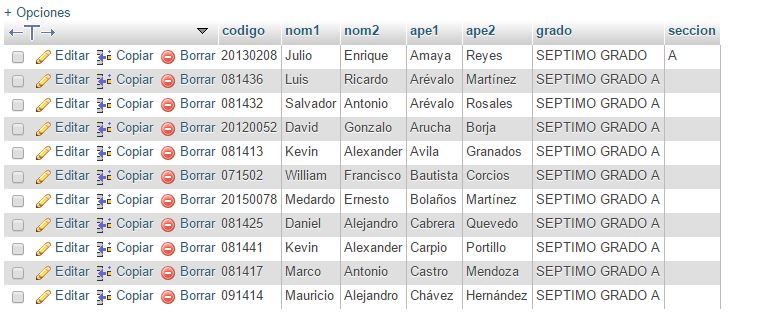 + Opciones
codigo nom1 nom2 ape1 ape2 grado seccion
Editar Copiar Borrar 20130208 Julio Enrique Amaya Reyes SEPTIMO GRADO A
Editar Copiar Borrar 081436 Luis Ricardo Arévalo Martínez SEPTIMO GRADO A
Editar Copiar Borrar 081432 Salvador Antonio Arévalo Rosales SEPTIMO GRADO A
Editar Copiar Borrar 20120052 David Gonzalo Arucha Borja SEPTIMO GRADO A
Editar Copiar Borrar 081413 Kevin Alexander Avila Granados SEPTIMO GRADO A
Editar Copiar Borrar 071502 William Francisco Bautista Corcios SEPTIMO GRADO A
Editar Copiar Borrar 20150078 Medardo Ernesto Bolaños Martínez SEPTIMO GRADO A
Editar Copiar Borrar 081425 Daniel Alejandro Cabrera Quevedo SEPTIMO GRADO A
Editar Copiar Borrar 081441 Kevin Alexander Carpio Portillo SEPTIMO GRADO A
Editar Copiar Borrar 081417 Marco Antonio Castro Mendoza SEPTIMO GRADO A
Editar Copiar Borrar 091414 Mauricio Alejandro Chávez Hernández SEPTIMO GRADO A